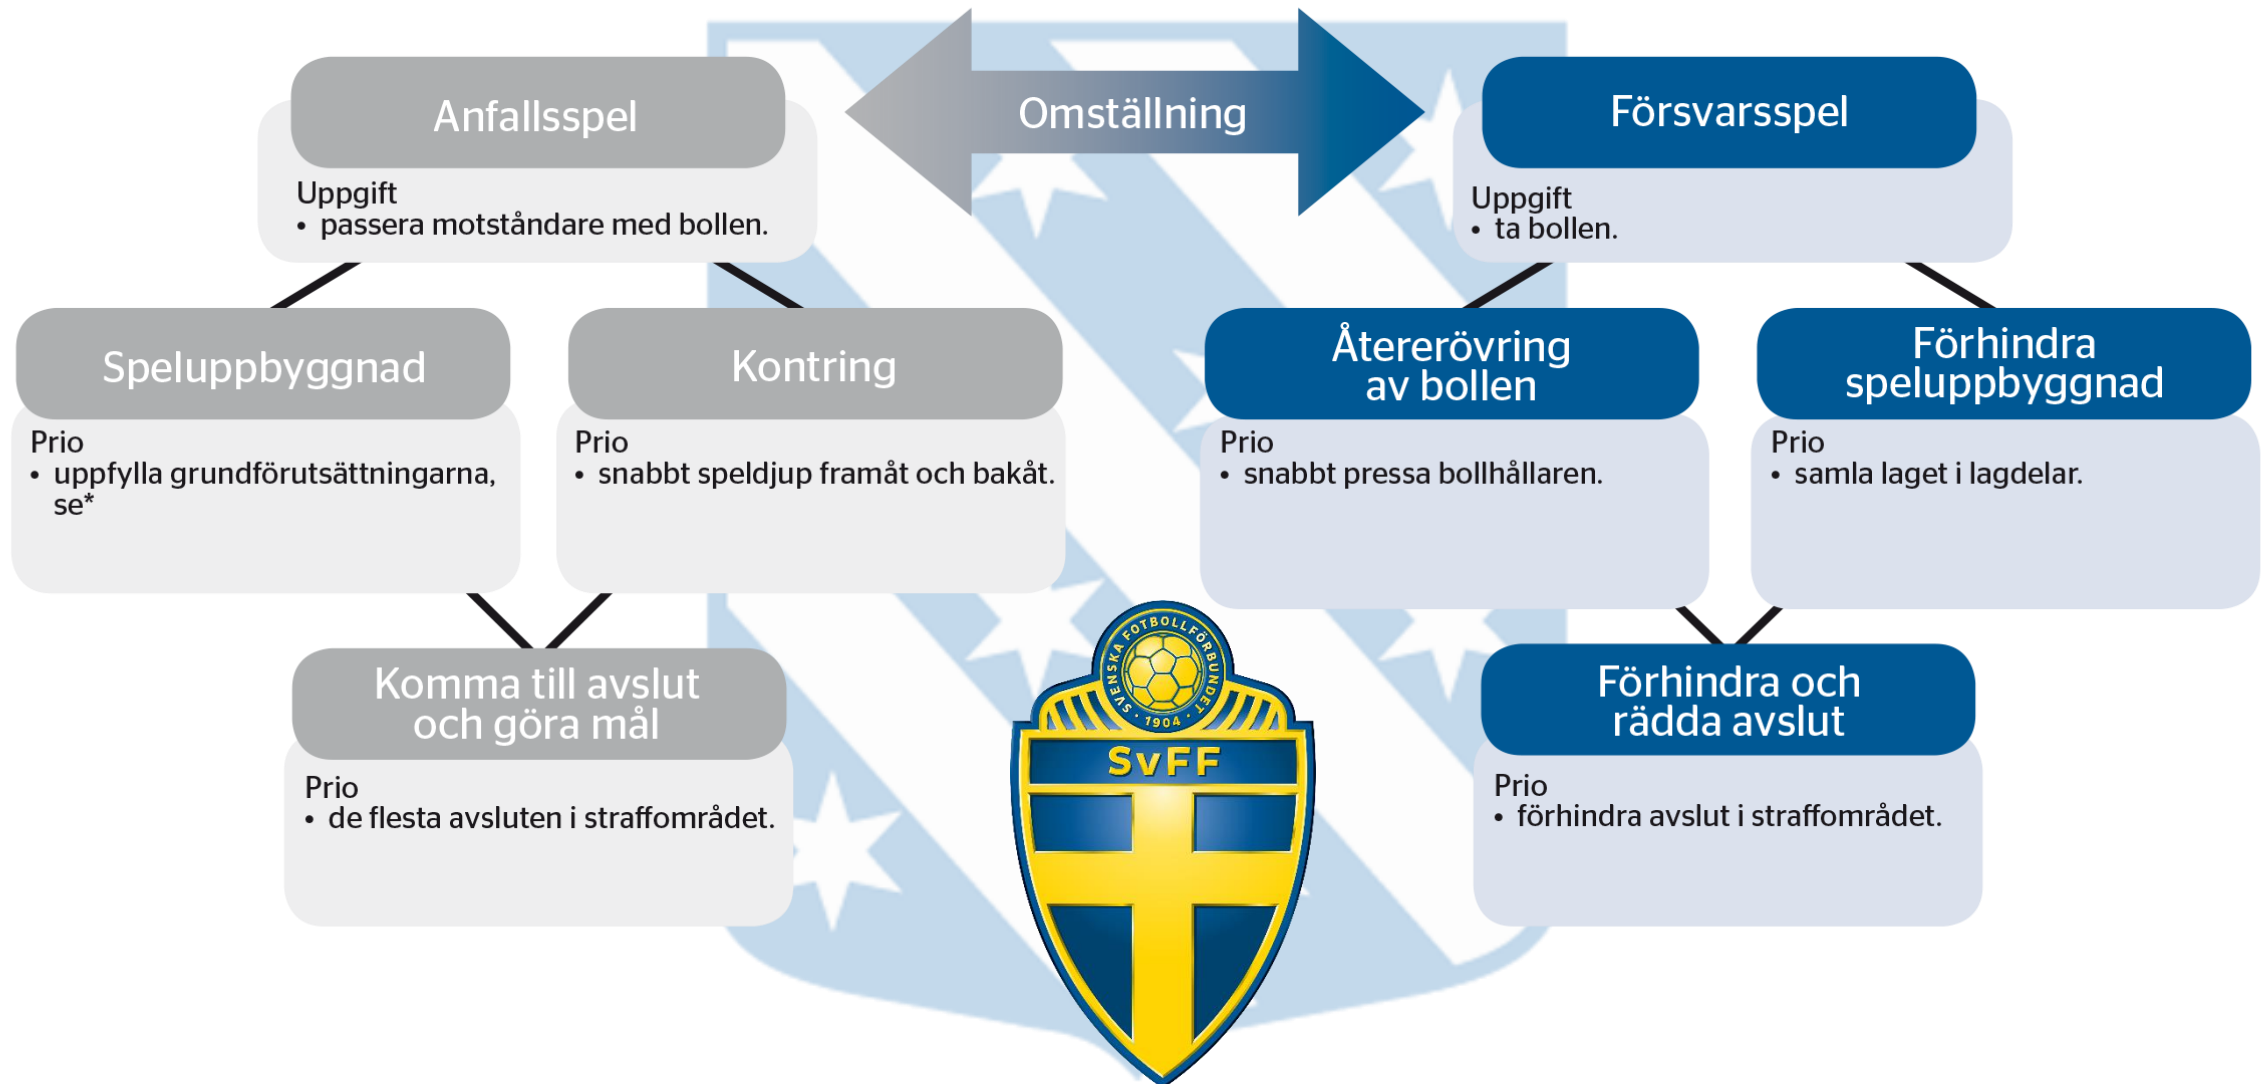 Anfallsspel
Omställning
Försvarsspel
Uppgift
• passera motståndare med bollen.
Uppgift
• ta bollen.
Speluppbyggnad
Prio
• uppfylla grundförutsättningarna,
se*
Kontring
Prio
• snabbt speldjup framåt och bakåt.
Återerövring
av bollen
Prio
• snabbt pressa bollhållaren.
Förhindra
speluppbyggnad
Prio
• samla laget i lagdelar.
Komma till avslut
och göra mål
Prio
• de flesta avsluten i straffområdet.
SVENSKA FOTBOLLFÖRBUNDET
· 1904 ·
SvFF
Förhindra och
rädda avslut
Prio
• förhindra avslut i straffområdet.